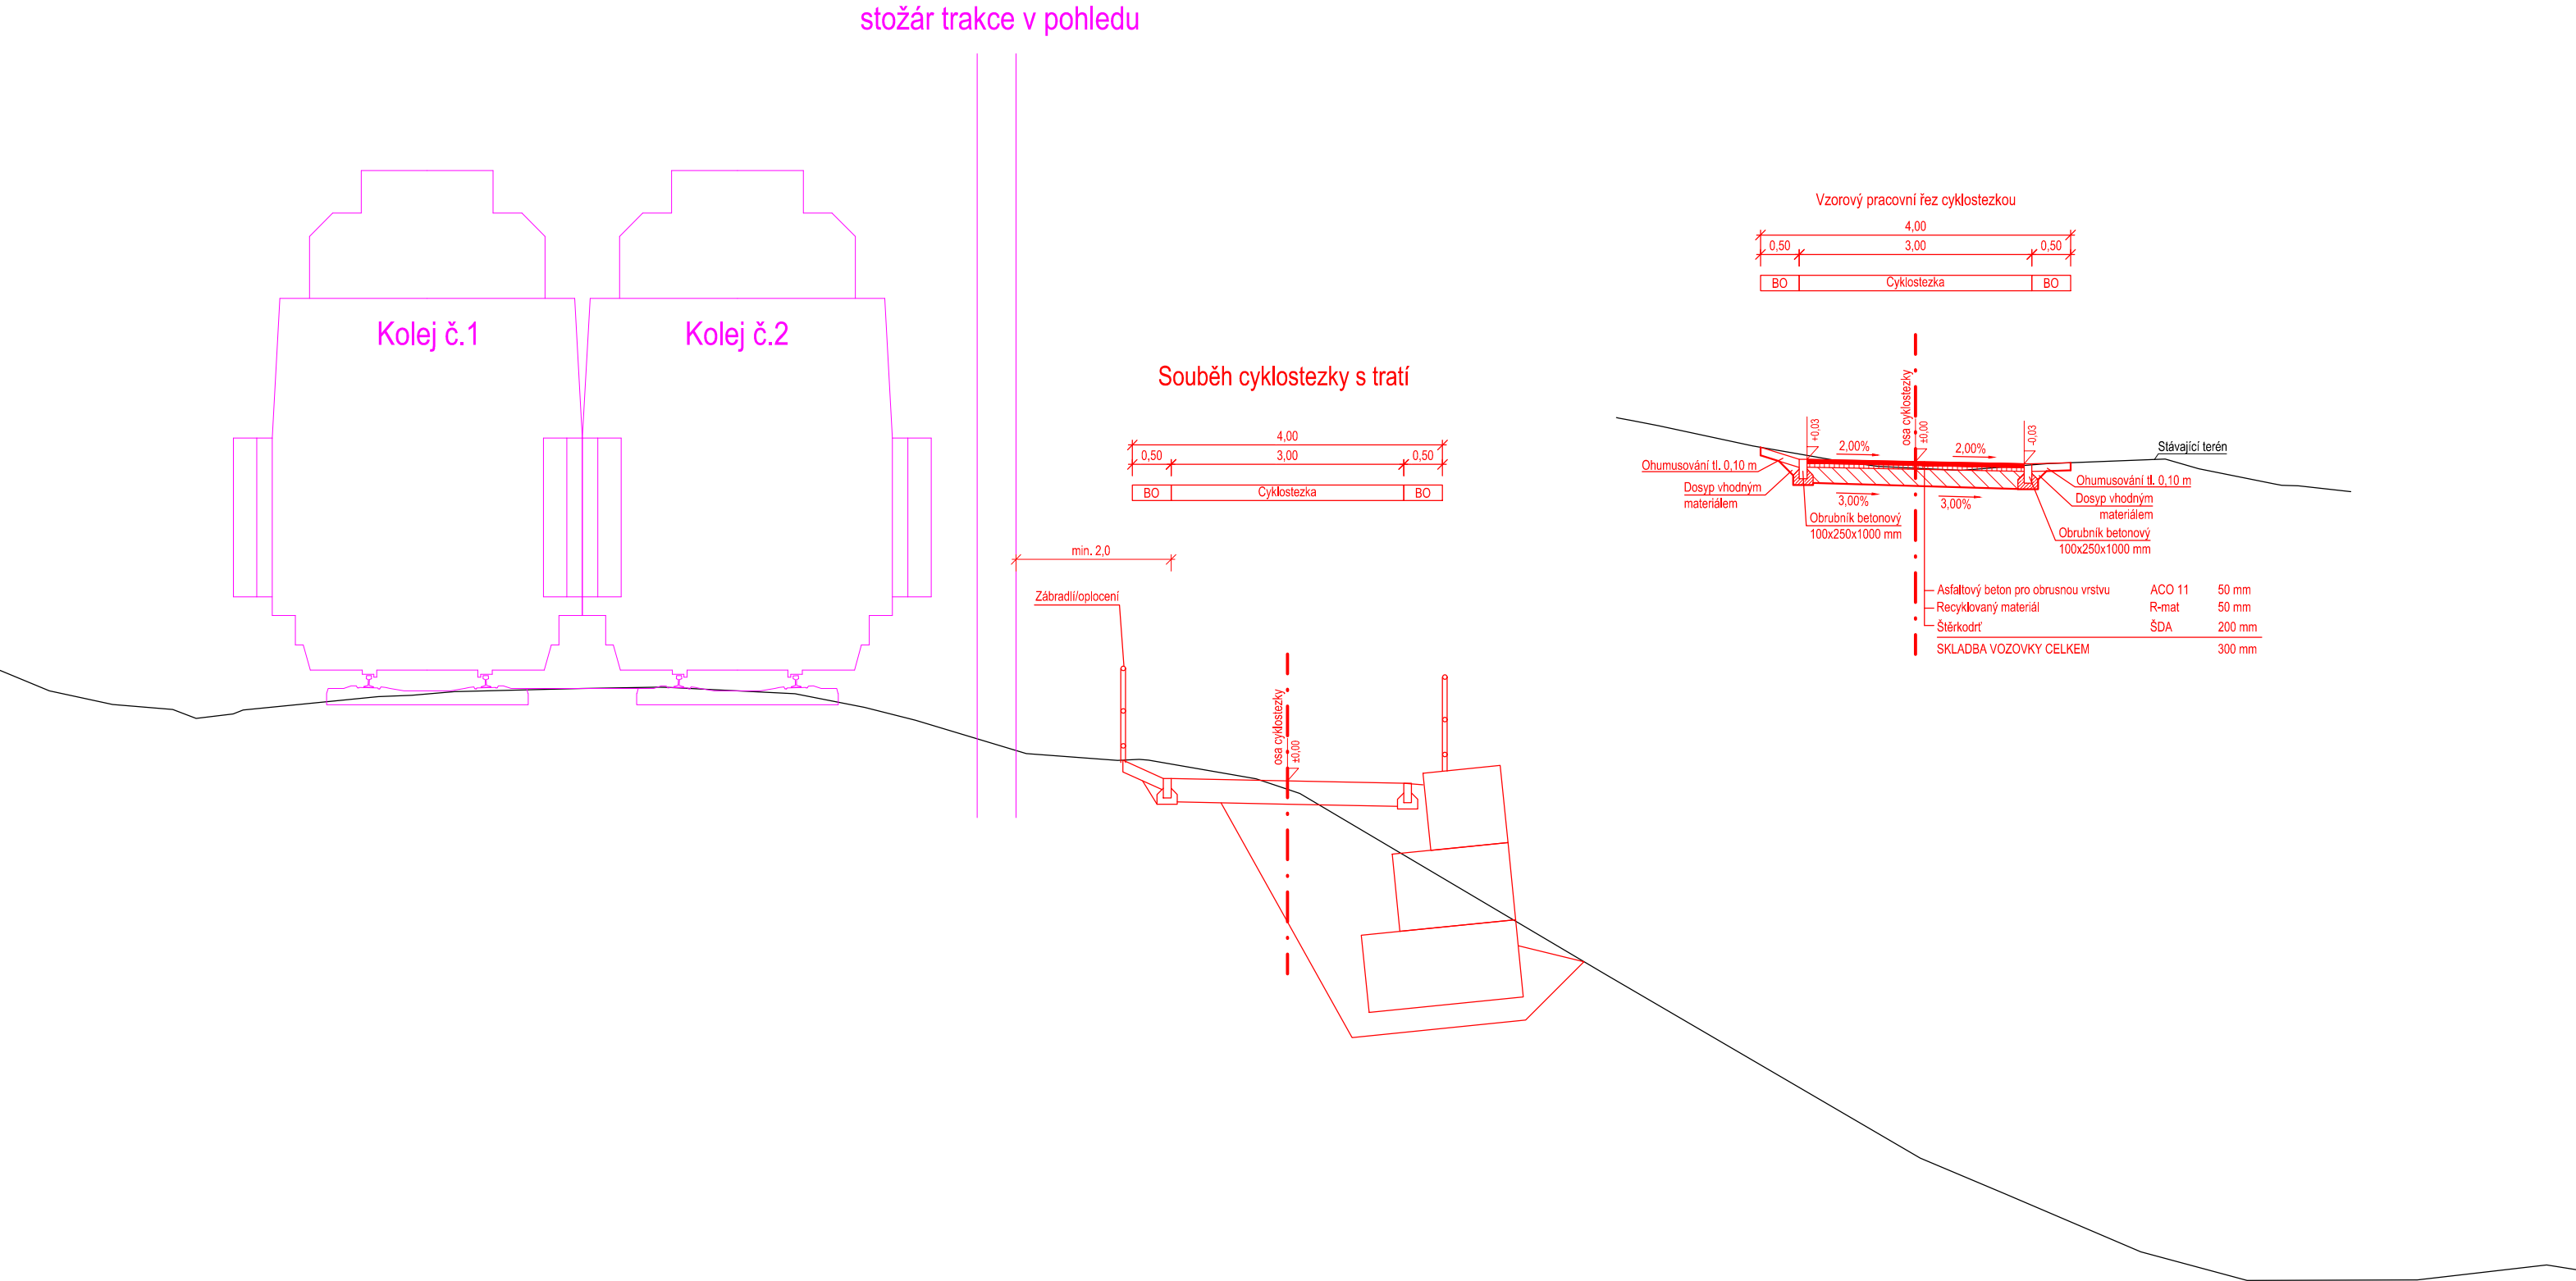 stožár trakce v pohledu
Kolej č.1
Kolej č.2
Souběh cyklostezky s tratí
4,00
0,50
3,00
0,50
BO
Cyklostezka
BO
min. 2,0
Zábradlí/oplocení
osa cyklostezky
±0,00
Vzorový pracovní řez cyklostezkou
4,00
0,50
3,00
0,50
BO
Cyklostezka
BO
osa cyklostezky
+0,03
±0,00
-0,03
2,00%
2,00%
Stávající terén
Ohumusování tl. 0,10 m
Dosyp vhodným
materiálem
3,00%
3,00%
Obrubník betonový
100x250x1000 mm
Ohumusování tl. 0,10 m
Dosyp vhodným
materiálem
Obrubník betonový
100x250x1000 mm
Asfaltový beton pro obrusnou vrstvu ACO 11 50 mm
Recyklovaný materiál R-mat 50 mm
Štěrkodrť ŠDA 200 mm
SKLADBA VOZOVKY CELKEM 300 mm